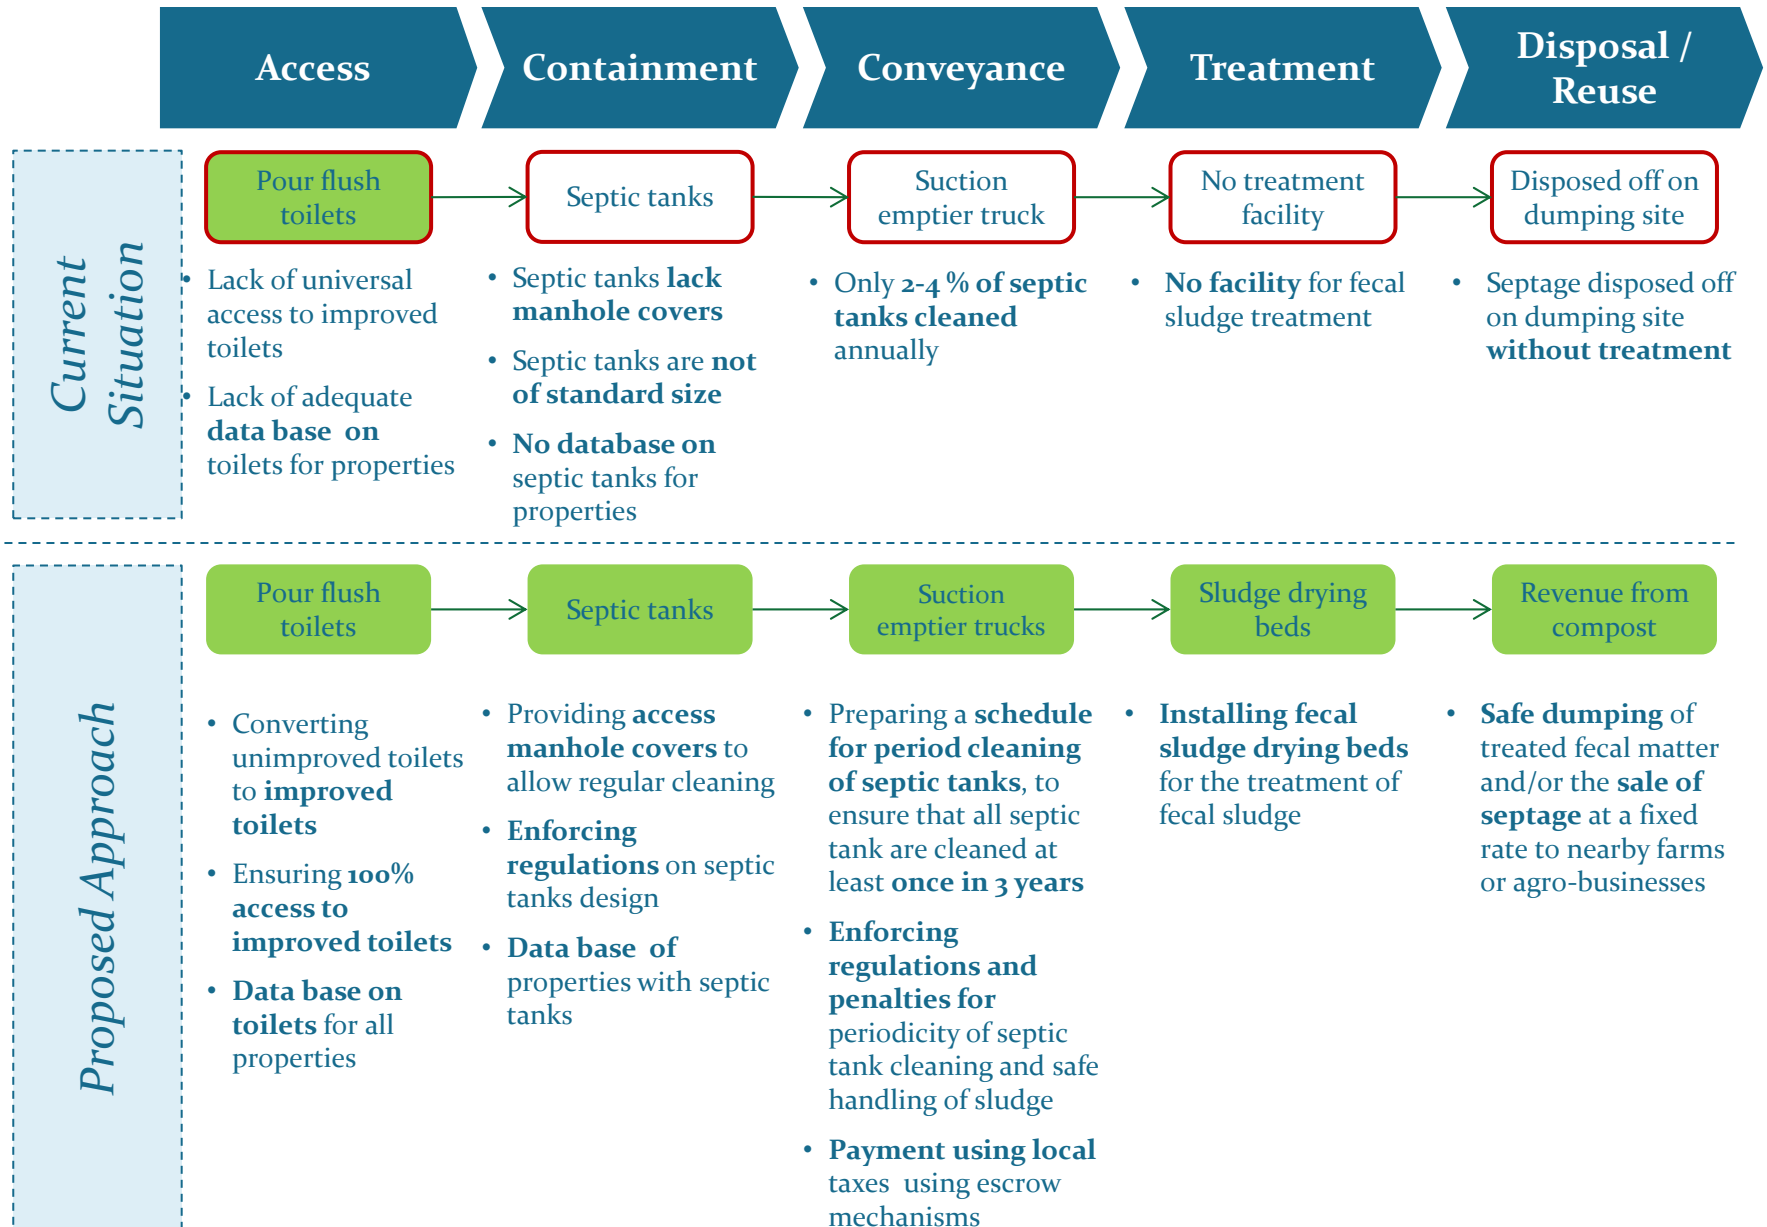 Access
Containment
Conveyance
Treatment
Disposal /
Reuse
Current
Situation
Pour flush
toilets
Septic tanks
Suction
emptier truck
No treatment
facility
Disposed off on
dumping site
• Lack of universal
access to improved
toilets
• Lack of adequate
data base on
toilets for properties
• Septic tanks lack
manhole covers
• Septic tanks are not
of standard size
• No database on
septic tanks for
properties
• Only 2-4 % of septic
tanks cleaned
annually
• No facility for fecal
sludge treatment
• Septage disposed off
on dumping site
without treatment
Proposed Approach
Pour flush
toilets
Septic tanks
Suction
emptier trucks
Sludge drying
beds
Revenue from
compost
• Converting
unimproved toilets
to improved
toilets
• Ensuring 100%
access to
improved toilets
• Data base on
toilets for all
properties
• Providing access
manhole covers to
allow regular cleaning
• Enforcing
regulations on septic
tanks design
• Data base of
properties with septic
tanks
• Preparing a schedule
for period cleaning
of septic tanks, to
ensure that all septic
tank are cleaned at
least once in 3 years
• Enforcing
regulations and
penalties for
periodicity of septic
tank cleaning and safe
handling of sludge
• Payment using local
taxes using escrow
mechanisms
• Installing fecal
sludge drying beds
for the treatment of
fecal sludge
• Safe dumping of
treated fecal matter
and/or the sale of
septage at a fixed
rate to nearby farms
or agro-businesses